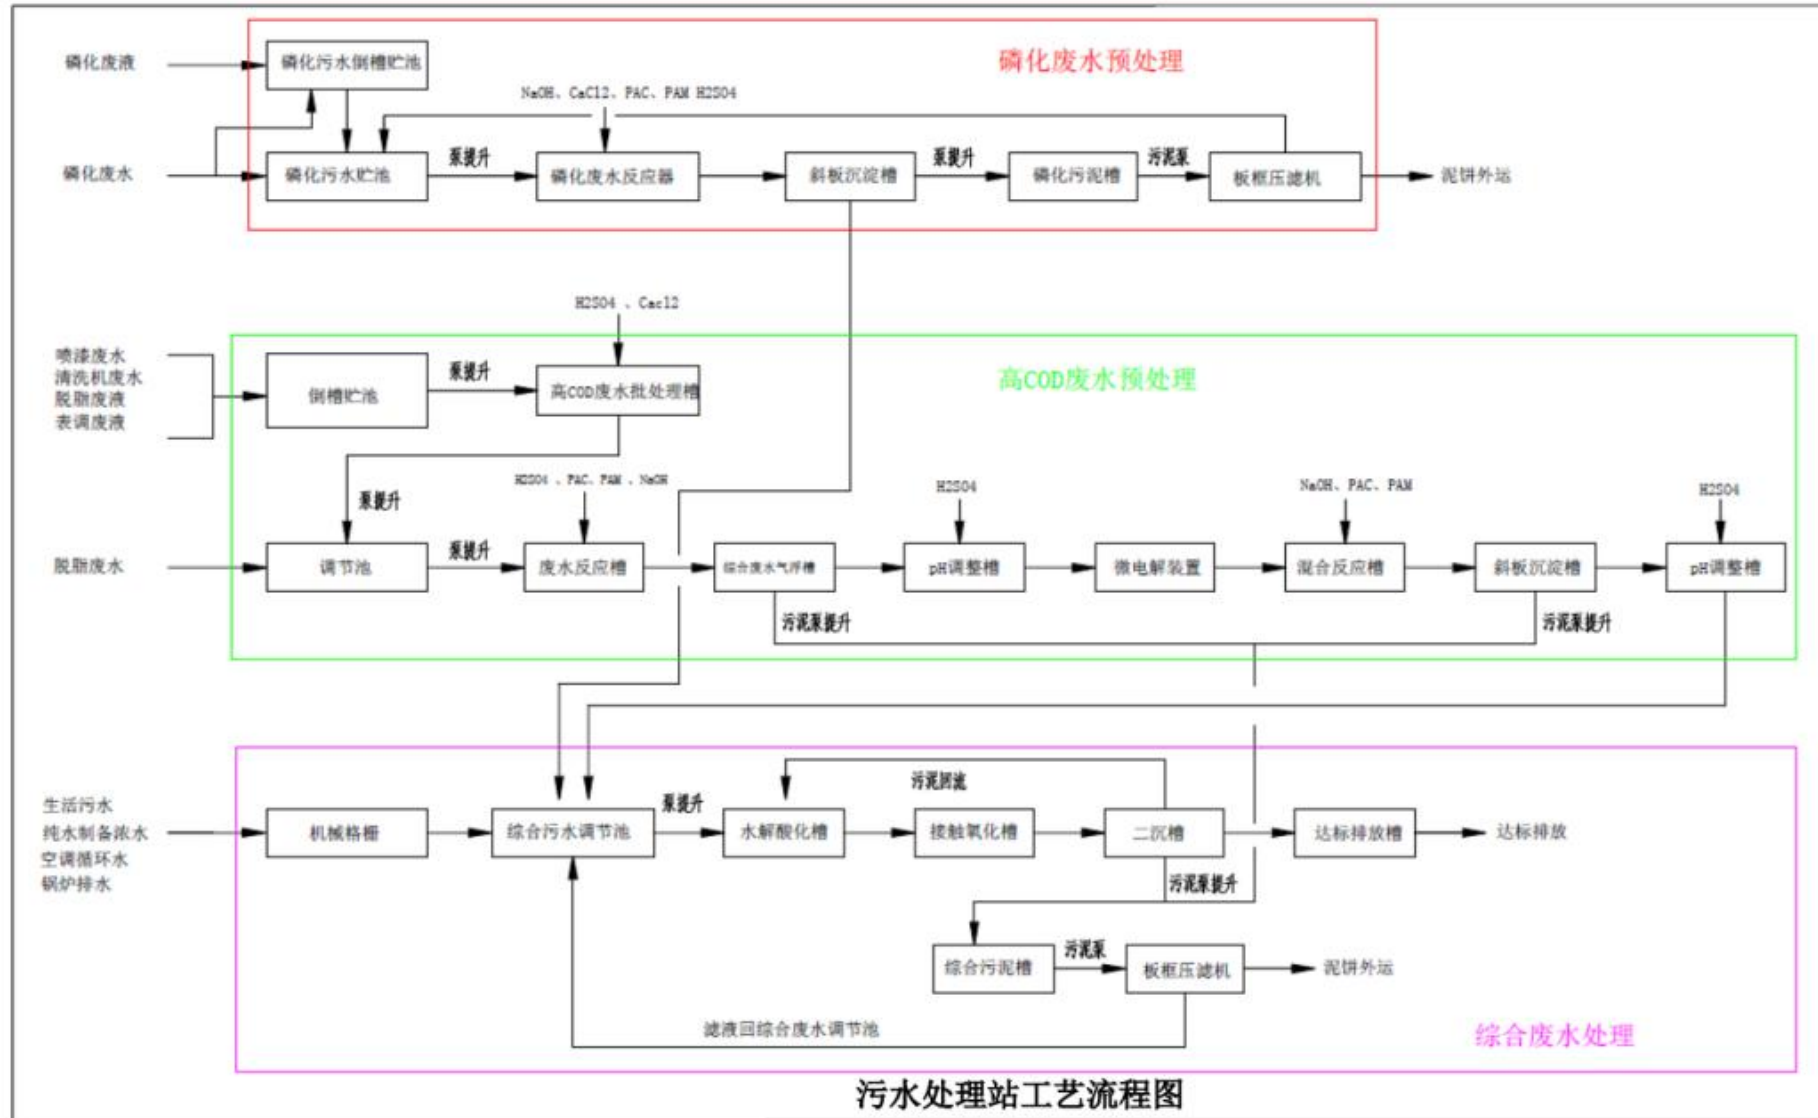 磷化废水预处理
磷化废液
磷化污水倒槽贮池
NaOH、CaCl2、PAC、PAM H2SO4
磷化废水
磷化污水贮池
泵提升
磷化废水反应器
斜板沉淀槽
泵提升
磷化污泥槽
污泥泵
板框压滤机
泥饼外运
H2SO4 、Cacl2
高COD废水预处理
喷漆废水
清洗机废水
脱脂废液
表调废液
倒槽贮池
泵提升
高COD废水批处理槽
泵提升
H2SO4 、PAC、PAM 、NaOH
H2SO4
NaOH、PAC、PAM
H2SO4
脱脂废水
调节池
泵提升
废水反应槽
综合废水气浮槽
pH调整槽
微电解装置
混合反应槽
斜板沉淀槽
pH调整槽
污泥泵提升
污泥泵提升
生活污水
纯水制备浓水
空调循环水
锅炉排水
机械格栅
综合污水调节池
泵提升
水解酸化槽
污泥回流
接触氧化槽
二沉槽
达标排放槽
达标排放
污泥泵提升
综合污泥槽
污泥泵
板框压滤机
泥饼外运
滤液回综合废水调节池
综合废水处理
污水处理站工艺流程图